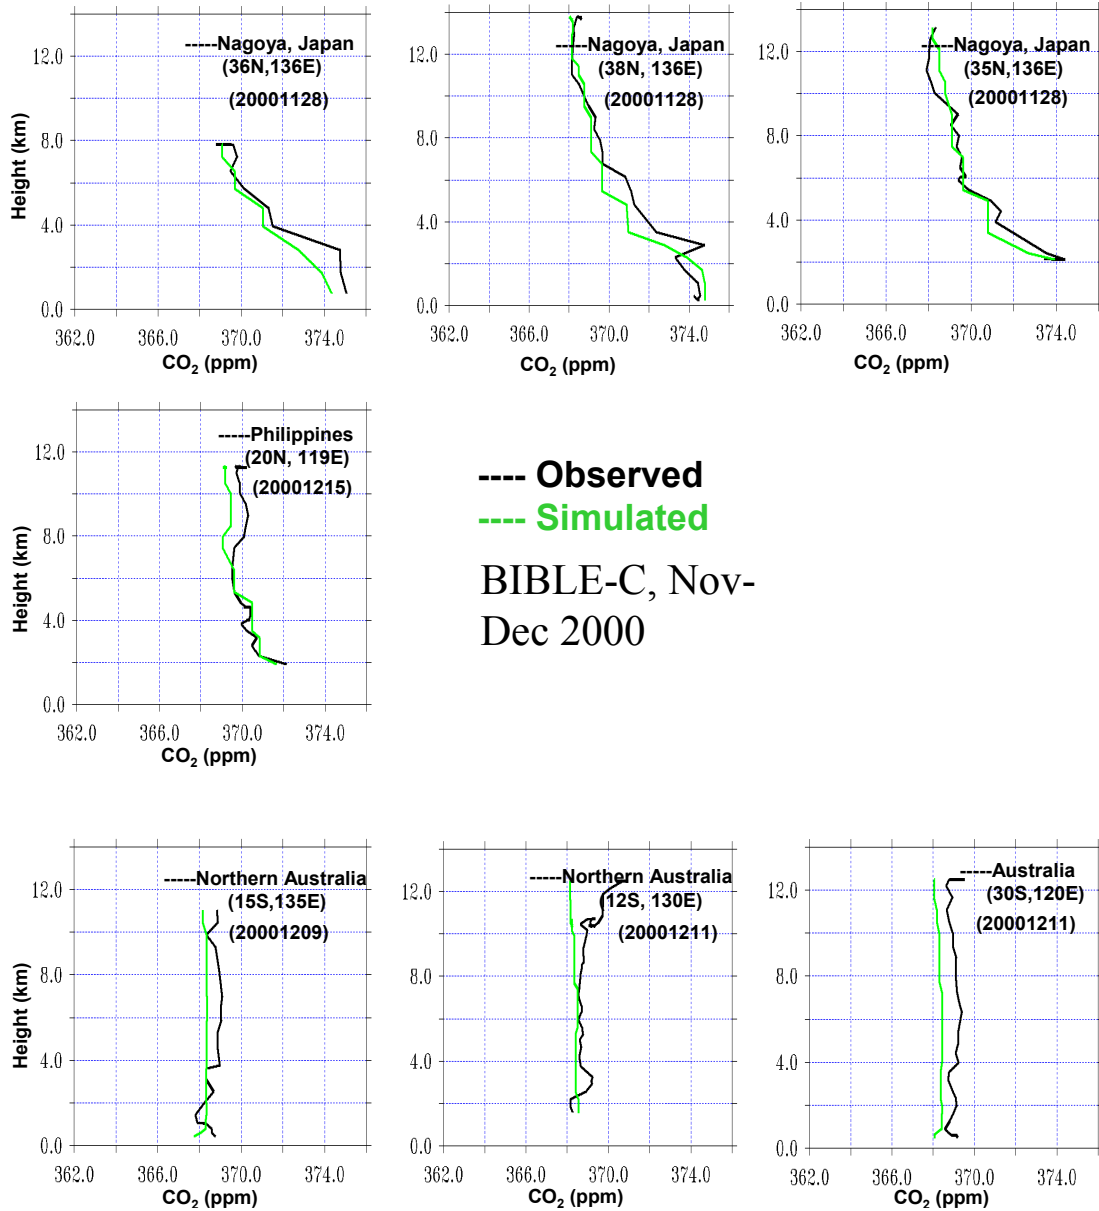 -----Nagoya, Japan
(36N,136E)
(20001128)
12.0
8.0
4.0
0.0
Height (km)
362.0 366.0 370.0 374.0
CO2 (ppm)
-----Nagoya, Japan
(38N, 136E)
(20001128)
12.0
8.0
4.0
0.0
362.0 366.0 370.0 374.0
CO2 (ppm)
-----Nagoya, Japan
(35N,136E)
(20001128)
12.0
8.0
4.0
0.0
362.0 366.0 370.0 374.0
CO2 (ppm)
-----Philippines
(20N, 119E)
(20001215)
12.0
8.0
4.0
0.0
Height (km)
362.0 366.0 370.0 374.0
CO2 (ppm)
---- Observed
---- Simulated
BIBLE-C, Nov-
Dec 2000
-----Northern Australia
(15S,135E)
(20001209)
12.0
8.0
4.0
0.0
Height (km)
362.0 366.0 370.0 374.0
CO2 (ppm)
-----Northern Australia
12S, 130E)
(20001211)
12.0
8.0
4.0
0.0
362.0 366.0 370.0 374.0
CO2 (ppm)
-----Australia
(30S,120E)
(20001211)
12.0
8.0
4.0
0.0
362.0 366.0 370.0 374.0
CO2 (ppm)